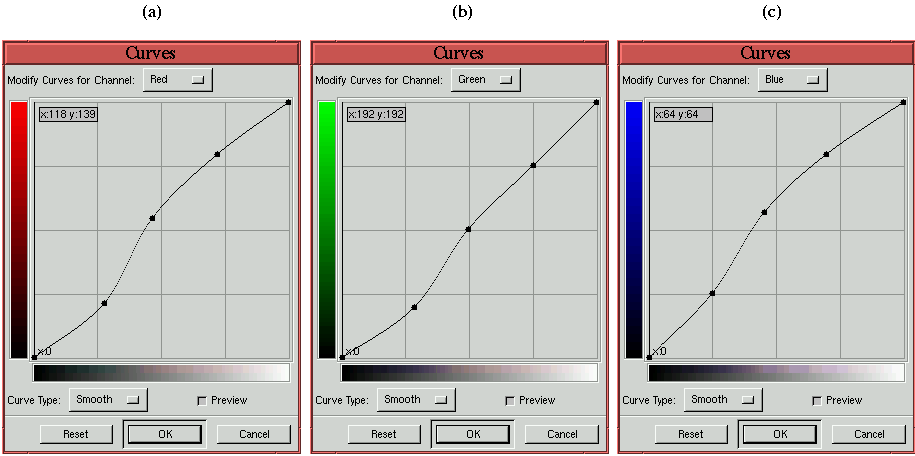 (a) (b) (c)
Curves Curves Curves
Modify Curves for Channel: Red Modify Curves for Channel: Green Modify Curves for Channel: Blue
x:118 y:139 x:192 y:192 x:64 y:64
x:0 x:0 x:0
Curve Type: Smooth Preview Curve Type: Smooth Preview Curve Type: Smooth Preview
Reset OK Cancel Reset OK Cancel Reset OK Cancel